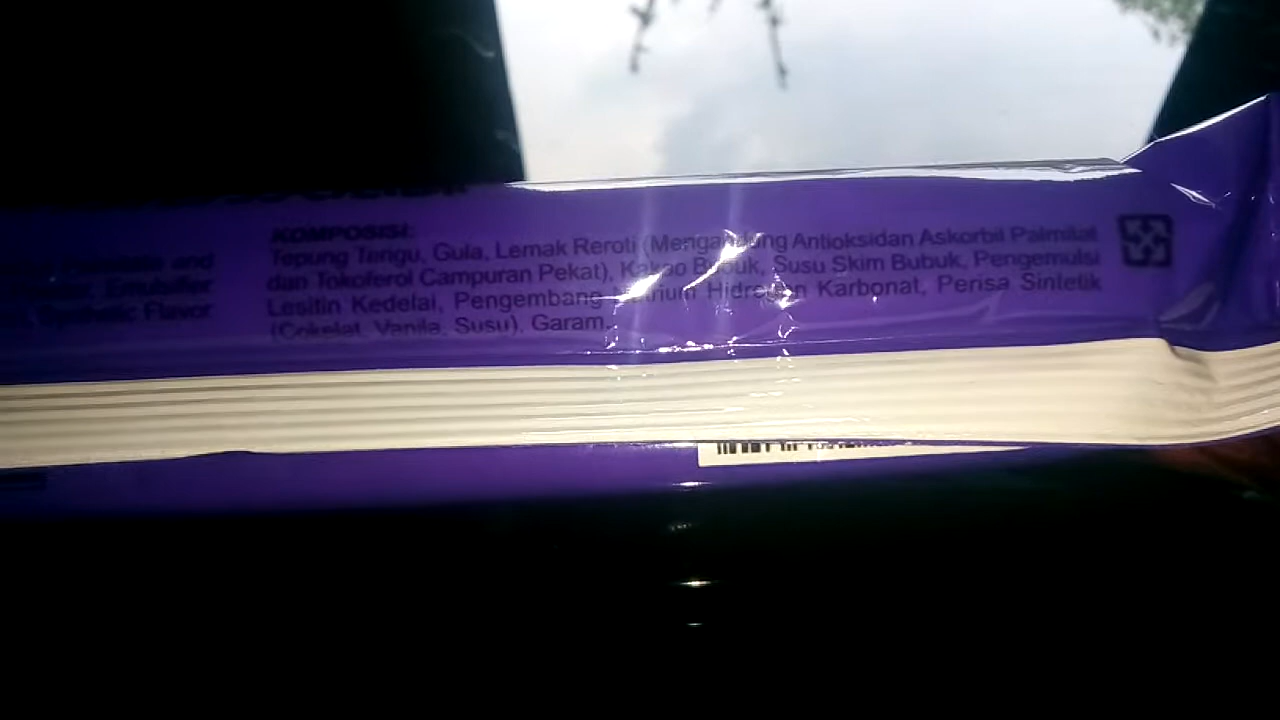 and
Emulsifier
Flavor
KOMPOSISI:
Tepung Terigu, Gula, Lemak Reroti (Mengandung Antioksidan Askorbil Palmitat
dan Tokoferol Campuran Pekat), Kakao Bubuk, Susu Skim Bubuk, Pengemulsi
Lesitin Kedelai, Pengembang Natrium Hidrogen Karbonat, Perisa Sintetik
(Cokelat, Vanila, Susu), Garam.